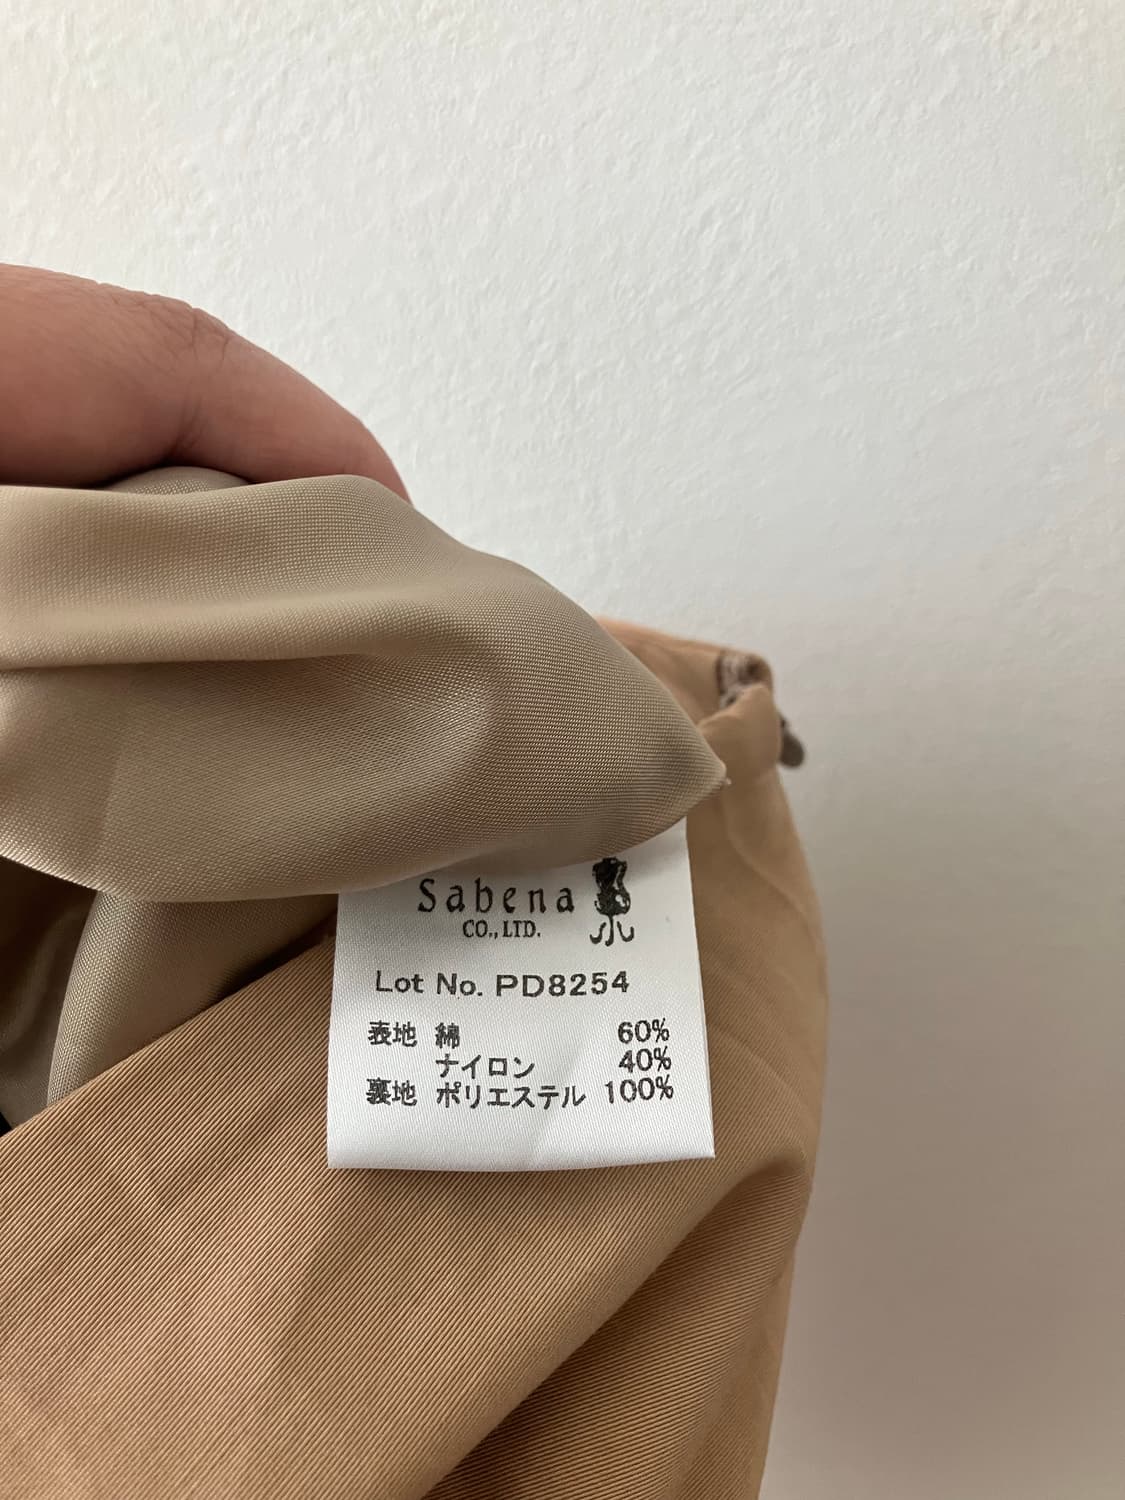 Sabena
CO., LTD.
Lot No. PD8254
表地 綿 60%
ナイロン 40%
裏地 ポリエステル 100%